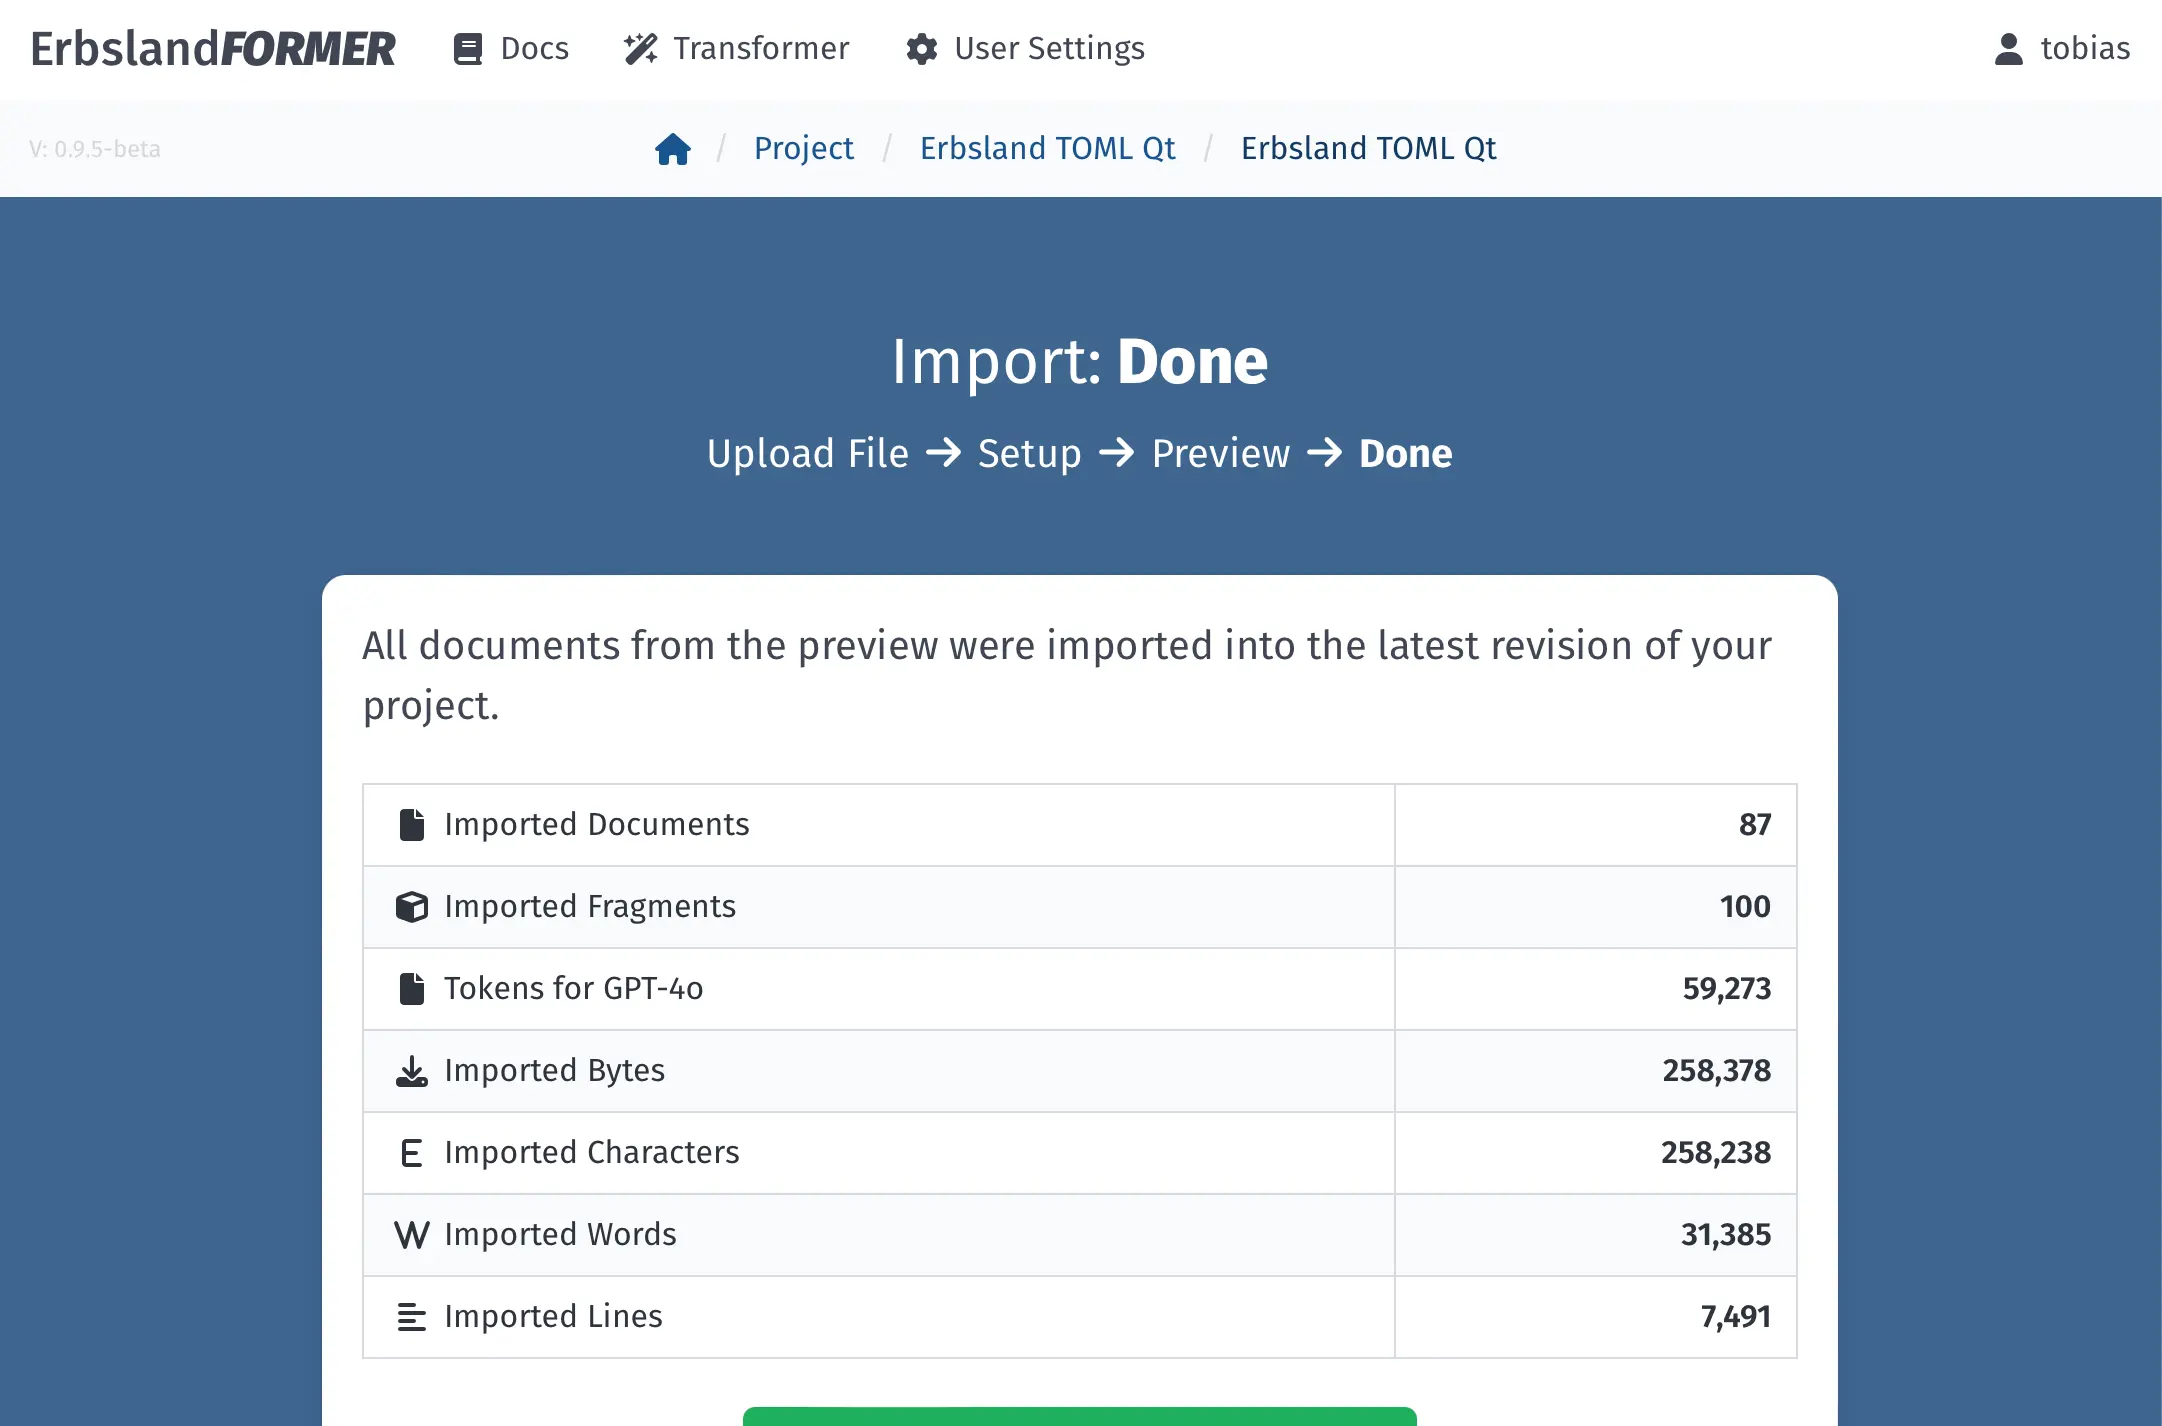 ErbslandFORMER Docs Transformer User Settings tobias
V: 0.9.5-beta / Project / Erbsland TOML Qt / Erbsland TOML Qt
Import: Done
Upload File → Setup → Preview → Done
All documents from the preview were imported into the latest revision of your
project.
Imported Documents 87
Imported Fragments 100
Tokens for GPT-4o 59,273
Imported Bytes 258,378
E Imported Characters 258,238
W Imported Words 31,385
Imported Lines 7,491